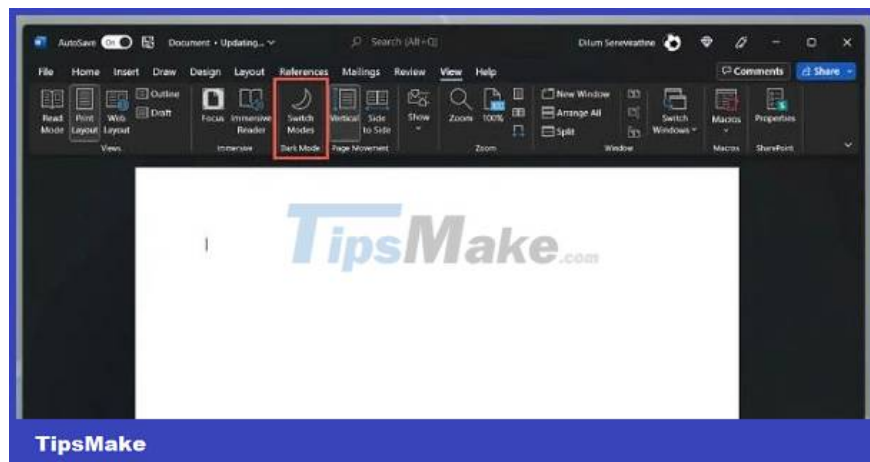 AutoSave On Document • Updating... Search (Alt+Q) Dilum Senevirathne
File Home Insert Draw Design Layout References Mailings Review View Help Comments Share
Read Mode
Print Layout
Web Layout
Outline
Draft
Views
Focus
Immersive Reader
Immersive
Switch Modes
Dark Mode
Vertical
Side to Side
Page Movement
Show
Zoom
100%
Zoom
New Window
Arrange All
Split
Switch Windows
Window
Macros
Macros
Properties
SharePoint
TipsMake.com
TipsMake